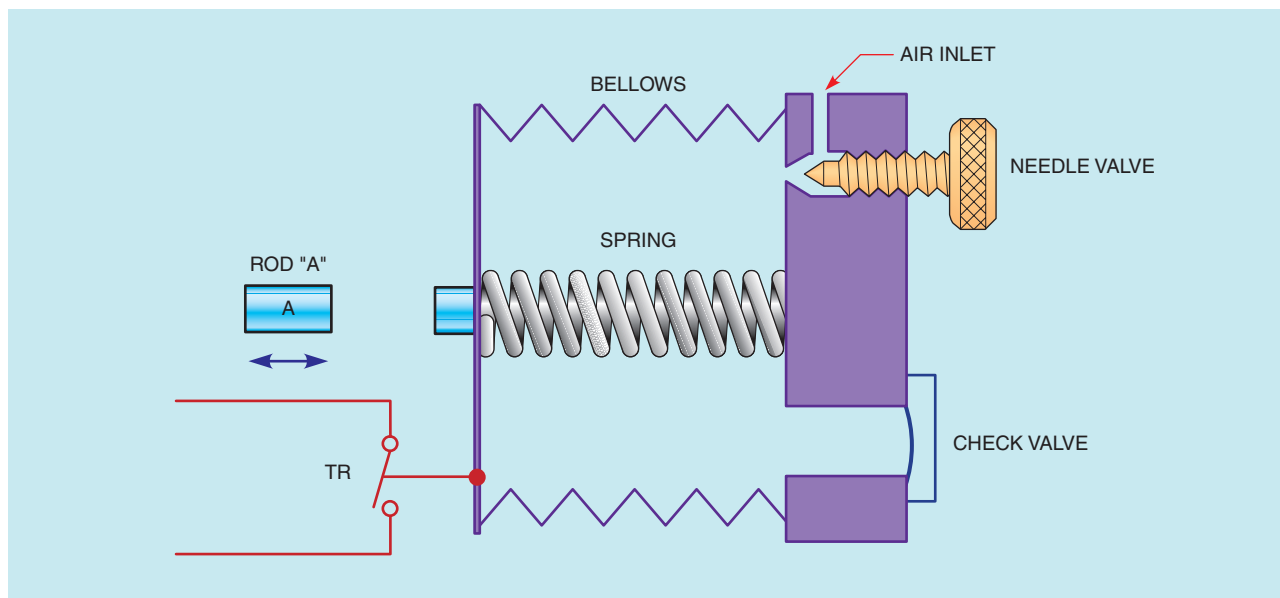 AIR INLET
BELLOWS
NEEDLE VALVE
SPRING
ROD "A"
A
CHECK VALVE
TR